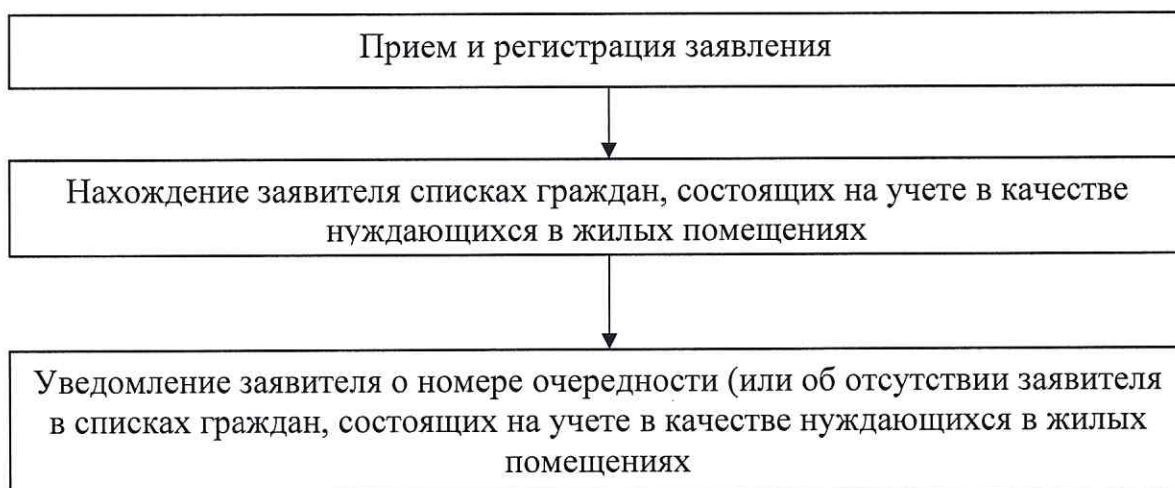 Прием и регистрация заявления
Нахождение заявителя списках граждан, состоящих на учете в качестве
нуждающихся в жилых помещениях
Уведомление заявителя о номере очередности (или об отсутствии заявителя
в списках граждан, состоящих на учете в качестве нуждающихся в жилых
помещениях